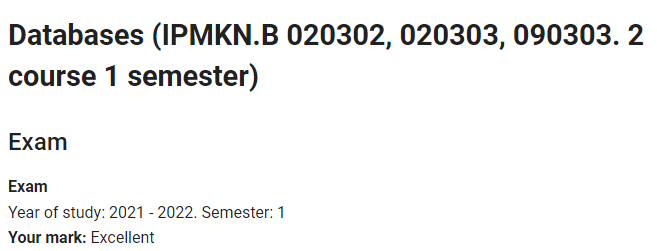 Databases (IPMKN.B 020302, 020303, 090303. 2
course 1 semester)
Exam
Exam
Year of study: 2021 - 2022. Semester: 1
Your mark: Excellent